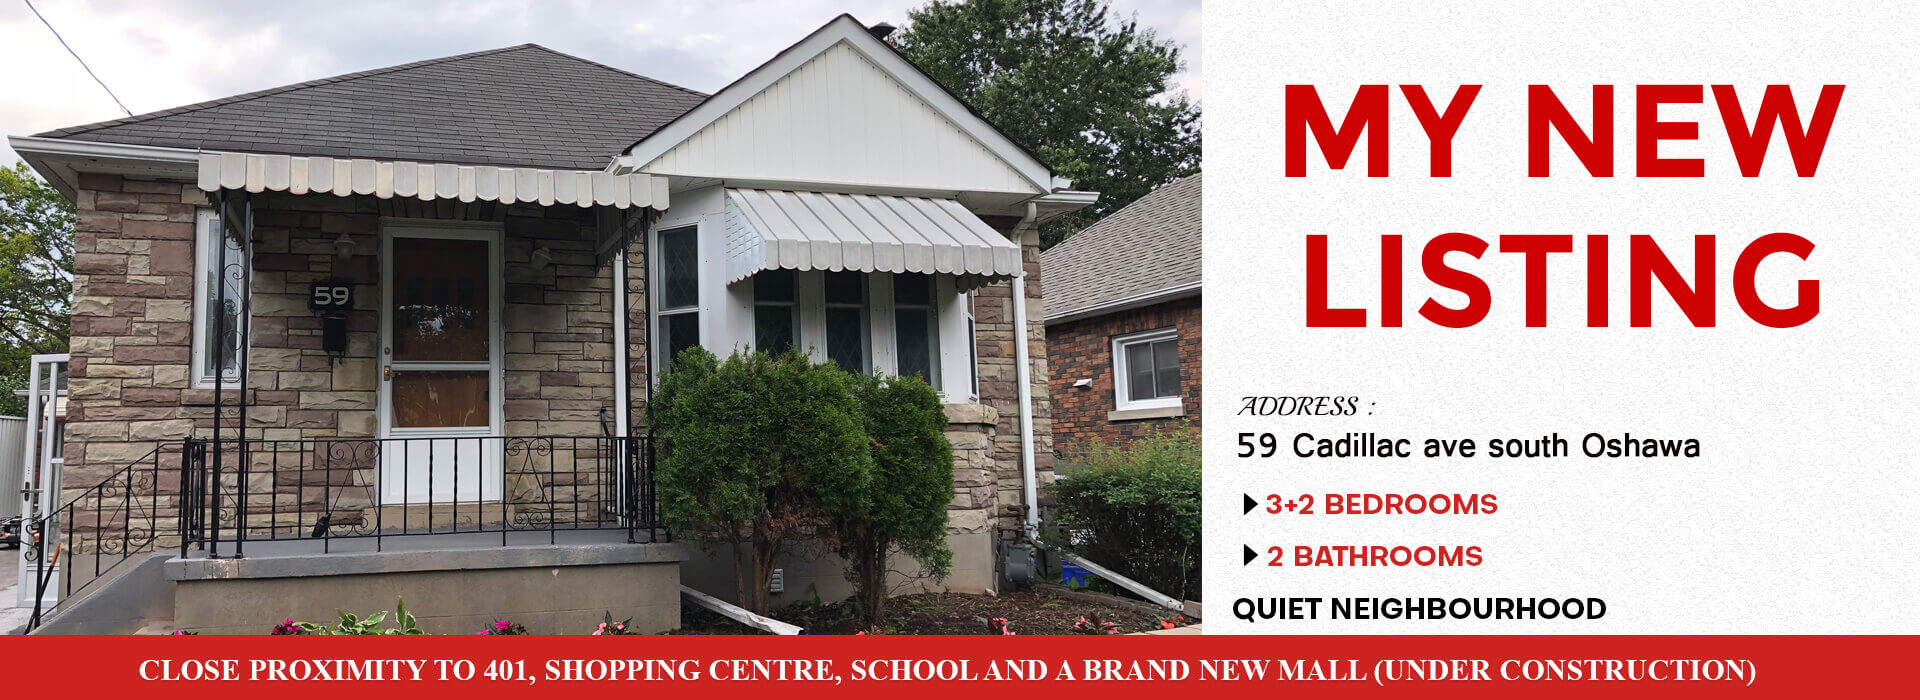 59
MY NEW
LISTING
ADDRESS :
59 Cadillac ave south Oshawa
3+2 BEDROOMS
2 BATHROOMS
QUIET NEIGHBOURHOOD
CLOSE PROXIMITY TO 401, SHOPPING CENTRE, SCHOOL AND A BRAND NEW MALL (UNDER CONSTRUCTION)